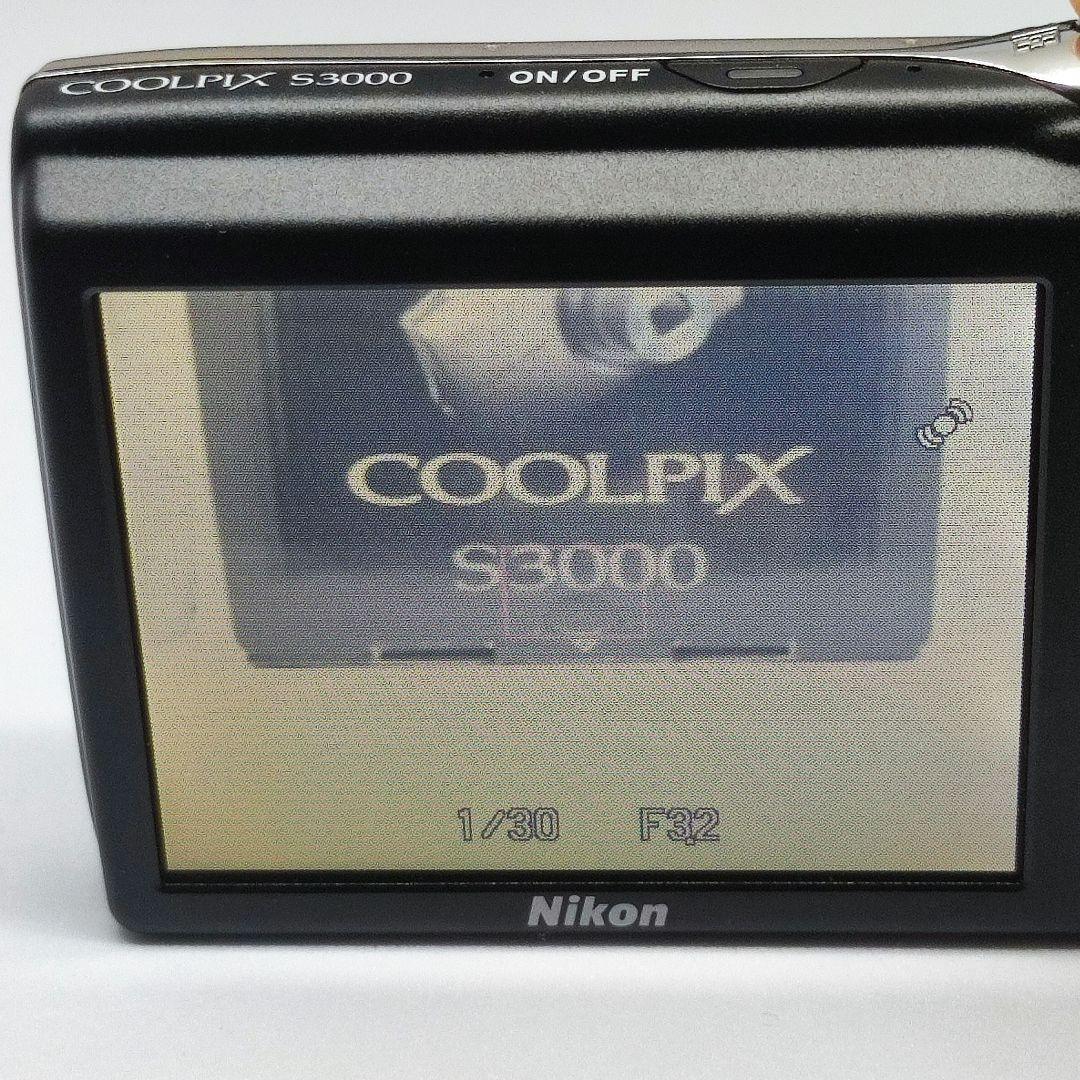 COOLPIX S3000 ON/OFF
COOLPIX
S3000
1/30 F3.2
Nikon